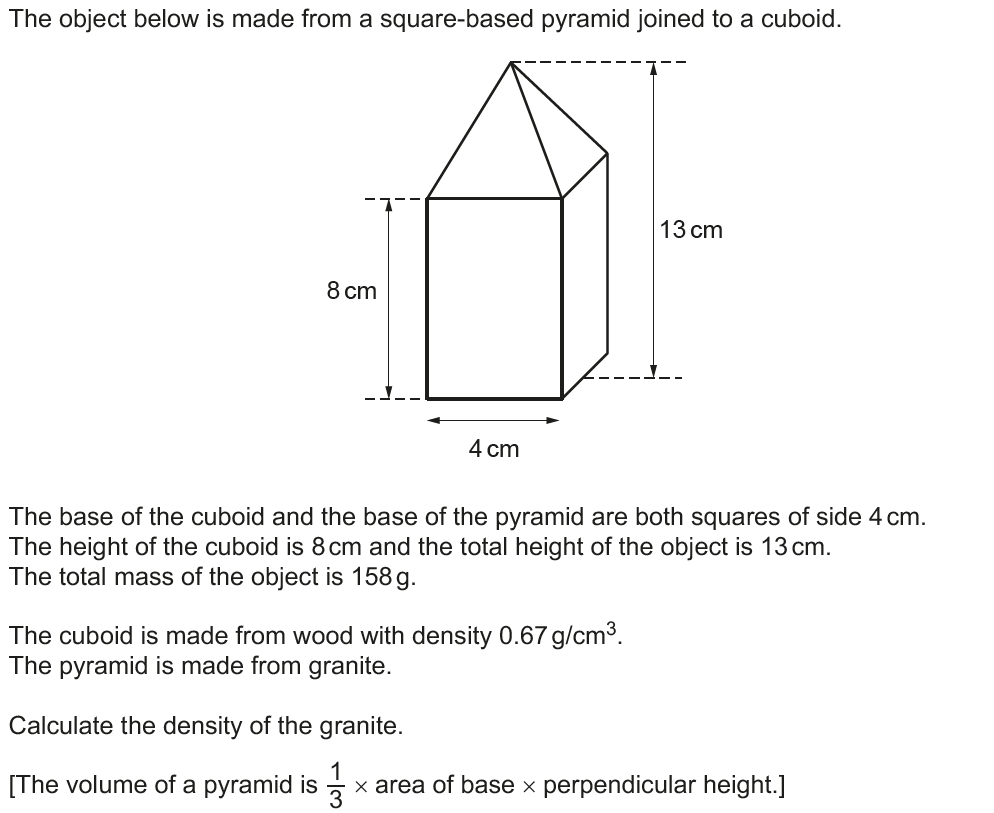 The object below is made from a square-based pyramid joined to a cuboid.
13 cm
8 cm
4 cm
The base of the cuboid and the base of the pyramid are both squares of side 4 cm.
The height of the cuboid is 8 cm and the total height of the object is 13 cm.
The total mass of the object is 158 g.
The cuboid is made from wood with density 0.67 g/cm³.
The pyramid is made from granite.
Calculate the density of the granite.
[The volume of a pyramid is 1/3 × area of base × perpendicular height.]